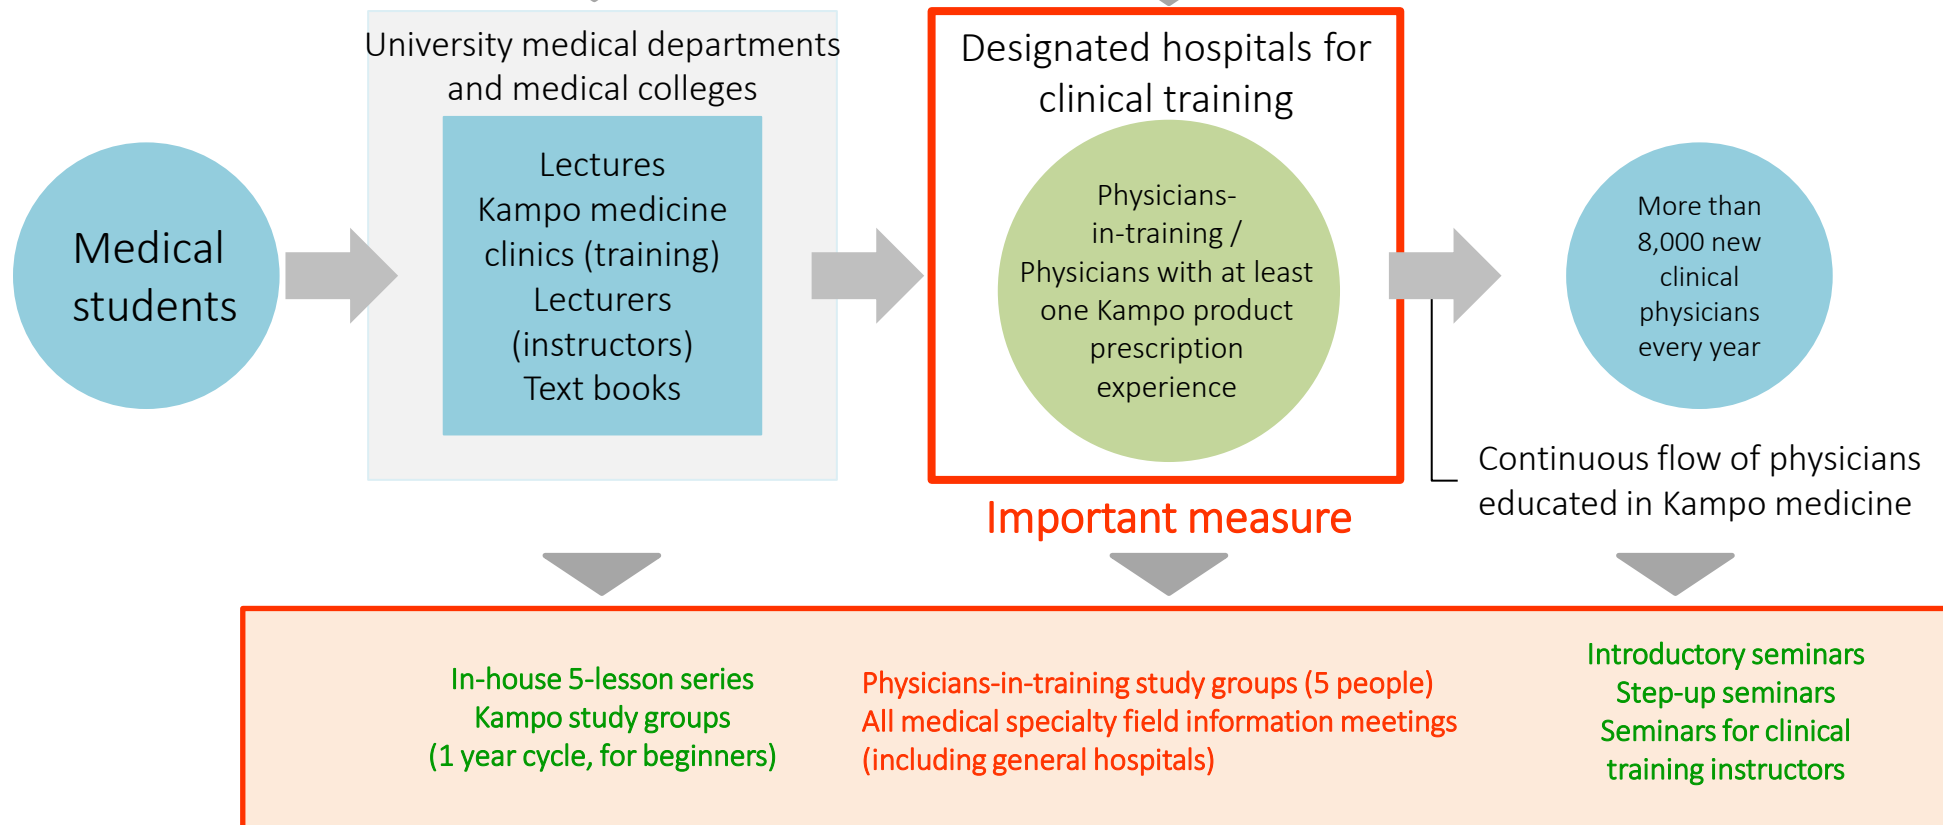 Medical
students
University medical departments
and medical colleges
Lectures
Kampo medicine
clinics (training)
Lecturers
(instructors)
Text books
Designated hospitals for
clinical training
Physicians-
in-training /
Physicians with at least
one Kampo product
prescription
experience
Important measure
More than
8,000 new
clinical
physicians
every year
Continuous flow of physicians
educated in Kampo medicine
In-house 5-lesson series
Kampo study groups
(1 year cycle, for beginners)
Physicians-in-training study groups (5 people)
All medical specialty field information meetings
(including general hospitals)
Introductory seminars
Step-up seminars
Seminars for clinical
training instructors